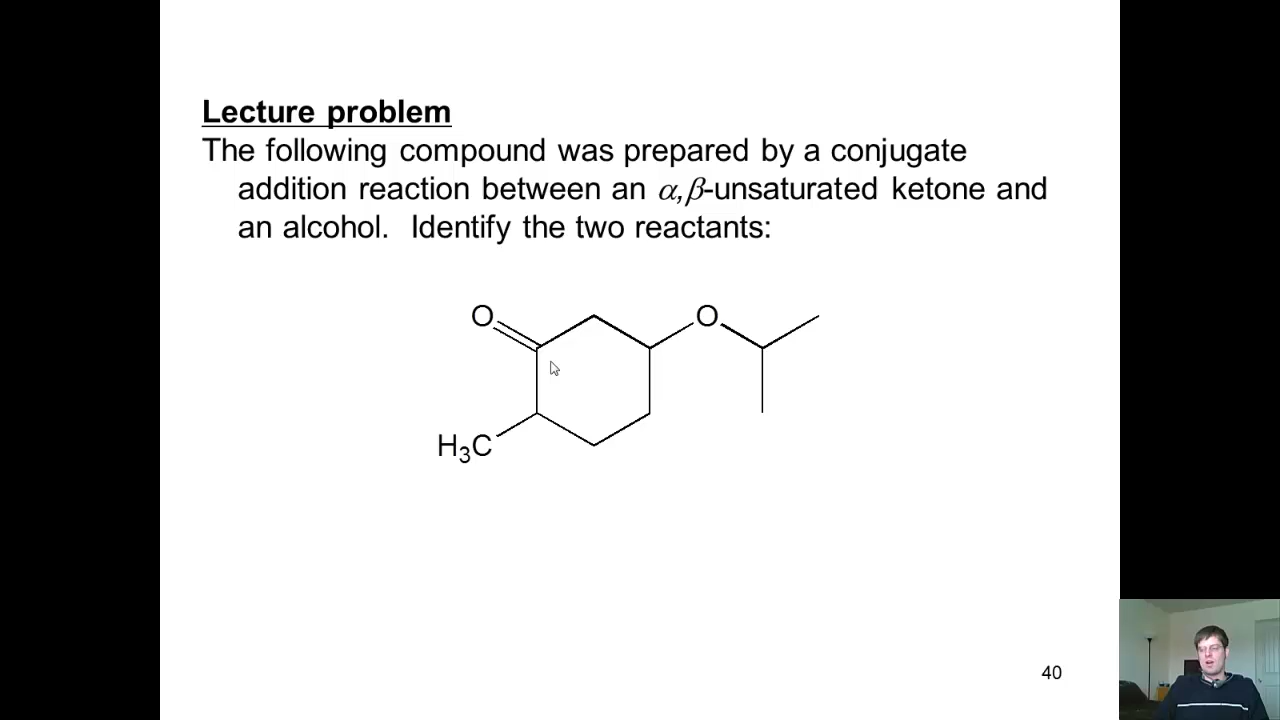 Lecture problem
The following compound was prepared by a conjugate
addition reaction between an α,β-unsaturated ketone and
an alcohol. Identify the two reactants:
O
O
H₃C
40